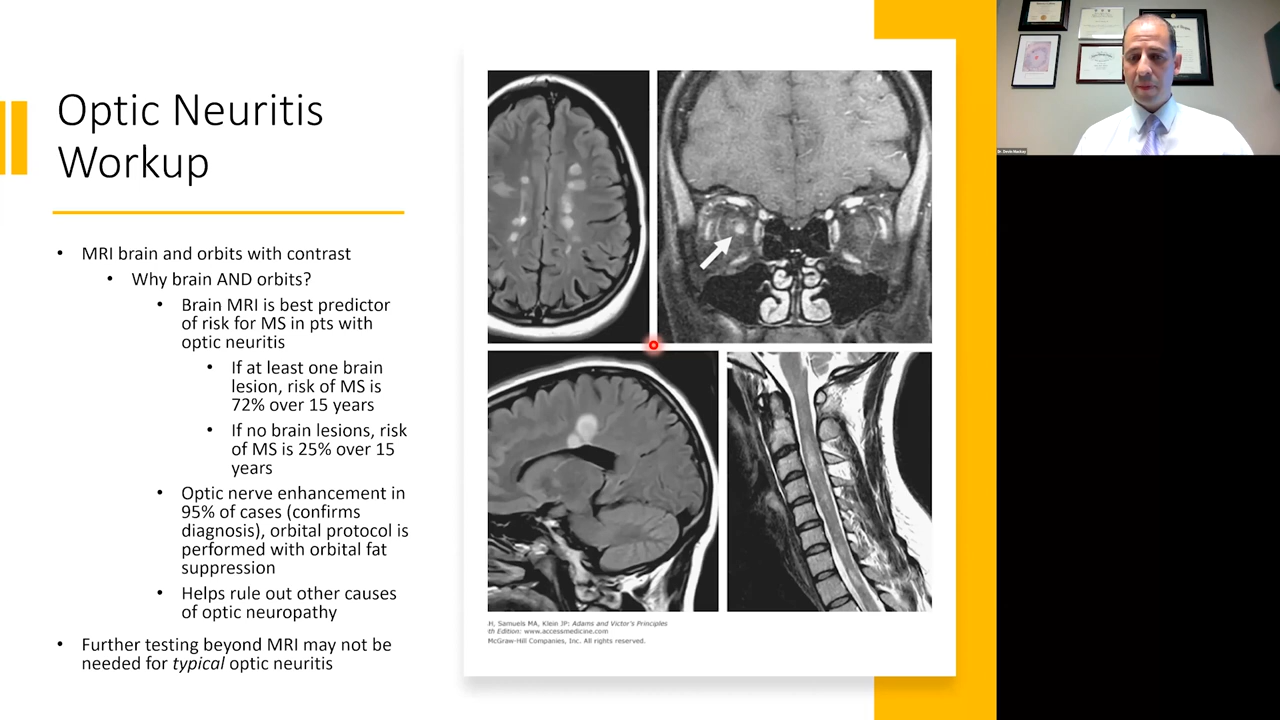 Optic Neuritis
Workup
• MRI brain and orbits with contrast
• Why brain AND orbits?
• Brain MRI is best predictor
of risk for MS in pts with
optic neuritis
• If at least one brain
lesion, risk of MS is
72% over 15 years
• If no brain lesions, risk
of MS is 25% over 15
years
• Optic nerve enhancement in
95% of cases (confirms
diagnosis), orbital protocol is
performed with orbital fat
suppression
• Helps rule out other causes
of optic neuropathy
• Further testing beyond MRI may not be
needed for typical optic neuritis
H, Samuels MA, Klein JP: Adams and Victor's Principles
th Edition: www.accessmedicine.com
McGraw-Hill Companies, Inc. All rights reserved.
Dr. Devin Mackay